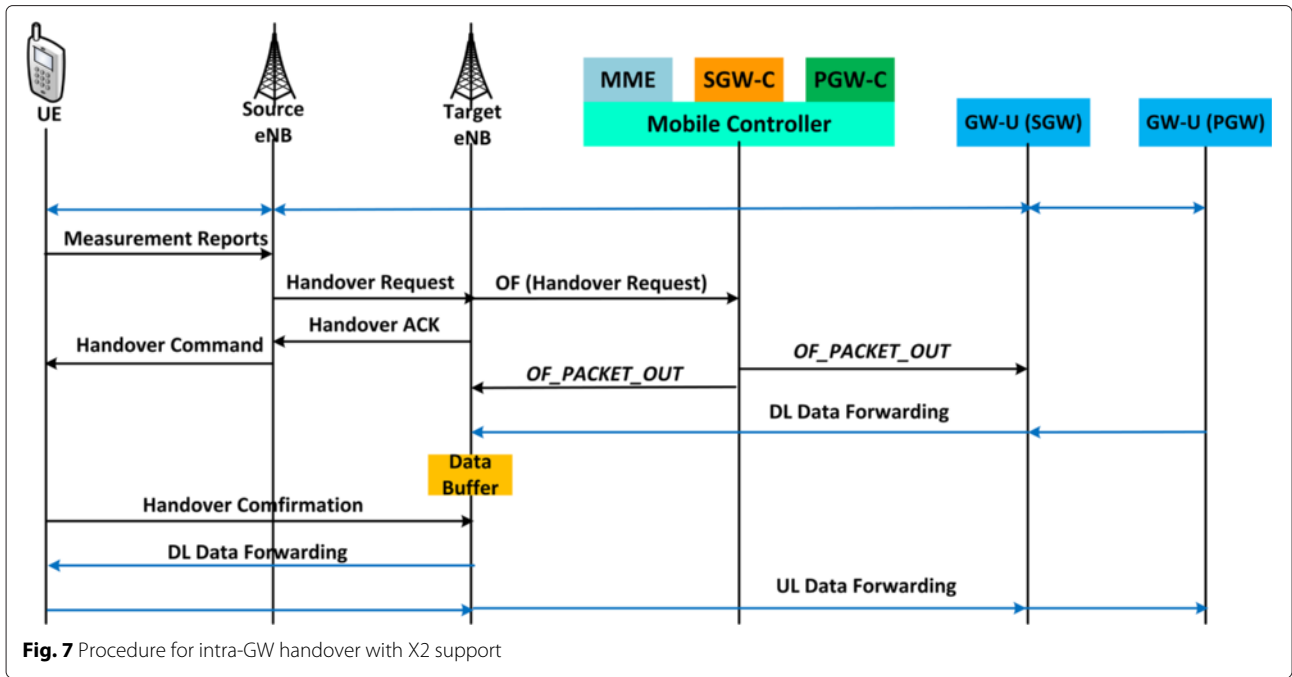 UE
Source
eNB
Target
eNB
MME
SGW-C
PGW-C
Mobile Controller
GW-U (SGW)
GW-U (PGW)
Measurement Reports
Handover Request
OF (Handover Request)
Handover ACK
Handover Command
OF_PACKET_OUT
OF_PACKET_OUT
DL Data Forwarding
Data
Buffer
Handover Comfirmation
DL Data Forwarding
UL Data Forwarding
Fig. 7 Procedure for intra-GW handover with X2 support